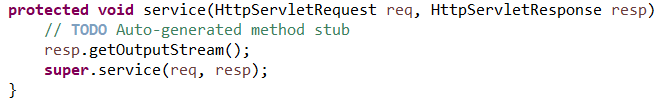 protected void service(HttpServletRequest req, HttpServletResponse resp)
// TODO Auto-generated method stub
resp.getOutputStream();
super.service(req, resp);
}